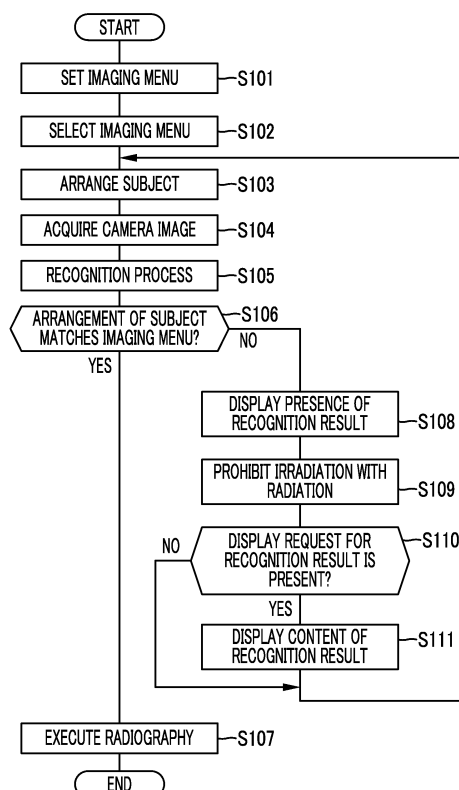 START
SET IMAGING MENU
S101
SELECT IMAGING MENU
S102
ARRANGE SUBJECT
S103
ACQUIRE CAMERA IMAGE
S104
RECOGNITION PROCESS
S105
ARRANGEMENT OF SUBJECT
MATCHES IMAGING MENU?
S106
NO
YES
DISPLAY PRESENCE OF
RECOGNITION RESULT
S108
PROHIBIT IRRADIATION WITH
RADIATION
S109
DISPLAY REQUEST FOR
RECOGNITION RESULT IS
PRESENT?
S110
NO
YES
DISPLAY CONTENT OF
RECOGNITION RESULT
S111
EXECUTE RADIOGRAPHY
S107
END